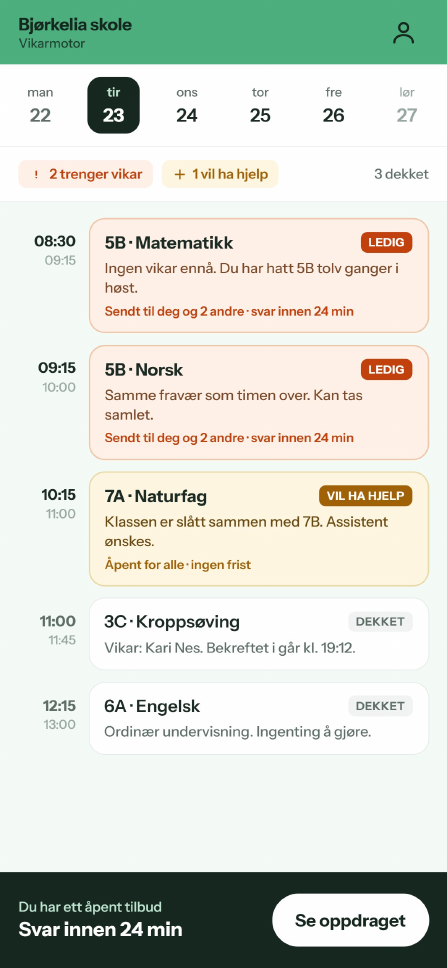 Bjørkelia skole
Vikarmotor
man
22
tir
23
ons
24
tor
25
fre
26
lør
27
! 2 trenger vikar
+ 1 vil ha hjelp
3 dekket
08:30
09:15
5B · Matematikk
LEDIG
Ingen vikar ennå. Du har hatt 5B tolv ganger i
høst.
Sendt til deg og 2 andre · svar innen 24 min
09:15
10:00
5B · Norsk
LEDIG
Samme fravær som timen over. Kan tas
samlet.
Sendt til deg og 2 andre · svar innen 24 min
10:15
11:00
7A · Naturfag
VIL HA HJELP
Klassen er slått sammen med 7B. Assistent
ønskes.
Åpent for alle · ingen frist
11:00
11:45
3C · Kroppsøving
DEKKET
Vikar: Kari Nes. Bekreftet i går kl. 19:12.
12:15
13:00
6A · Engelsk
DEKKET
Ordinær undervisning. Ingenting å gjøre.
Du har ett åpent tilbud
Svar innen 24 min
Se oppdraget